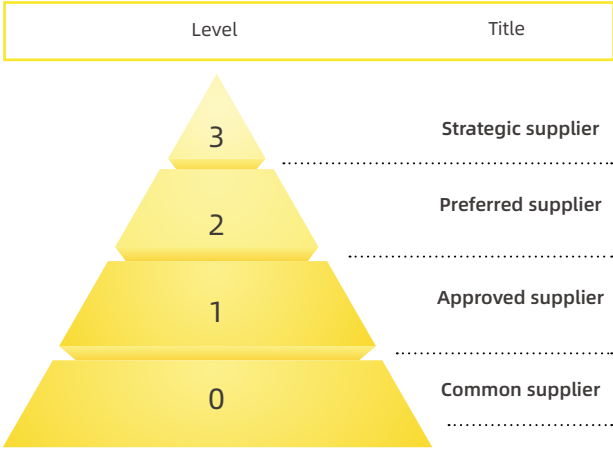 Level Title
3 Strategic supplier
2 Preferred supplier
1 Approved supplier
0 Common supplier